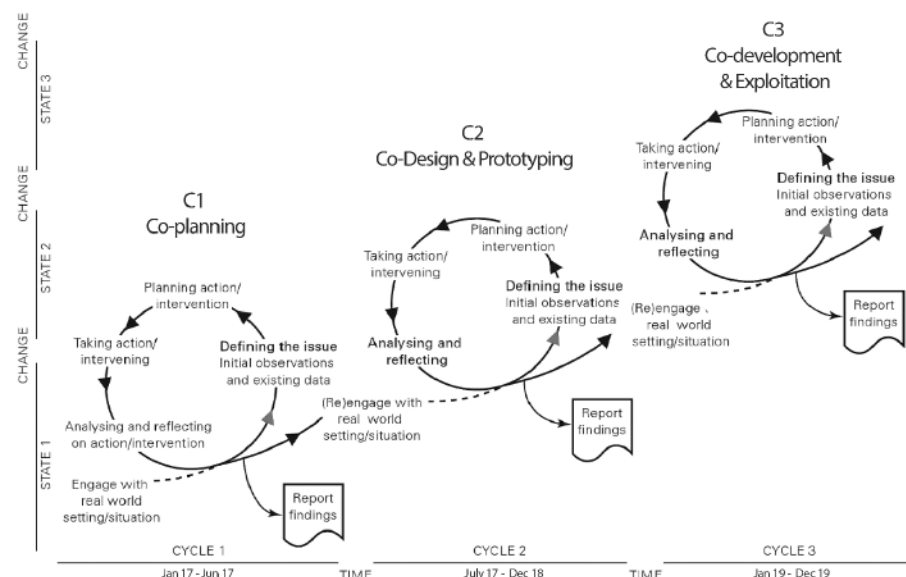 CHANGE
STATE 3
CHANGE
STATE 2
CHANGE
STATE 1
C1
Co-planning
Planning action/
intervention
Taking action/
intervening
Defining the issue
Initial observations
and existing data
Analysing and reflecting
on action/intervention
Engage with
real world
setting/situation
Report
findings
C2
Co-Design & Prototyping
Planning action/
intervention
Taking action/
intervening
Defining the issue
Initial observations
and existing data
Analysing and
reflecting
(Re)engage with
real world
setting/situation
Report
findings
C3
Co-development
& Exploitation
Planning action/
intervention
Taking action/
intervening
Defining the issue
Initial observations
and existing data
Analysing and
reflecting
(Re)engage
real world
setting/situation
Report
findings
CYCLE 1
CYCLE 2
CYCLE 3
Jan 17 - Jun 17
TIME
July 17 - Dec 18
TIME
Jan 19 - Dec 19